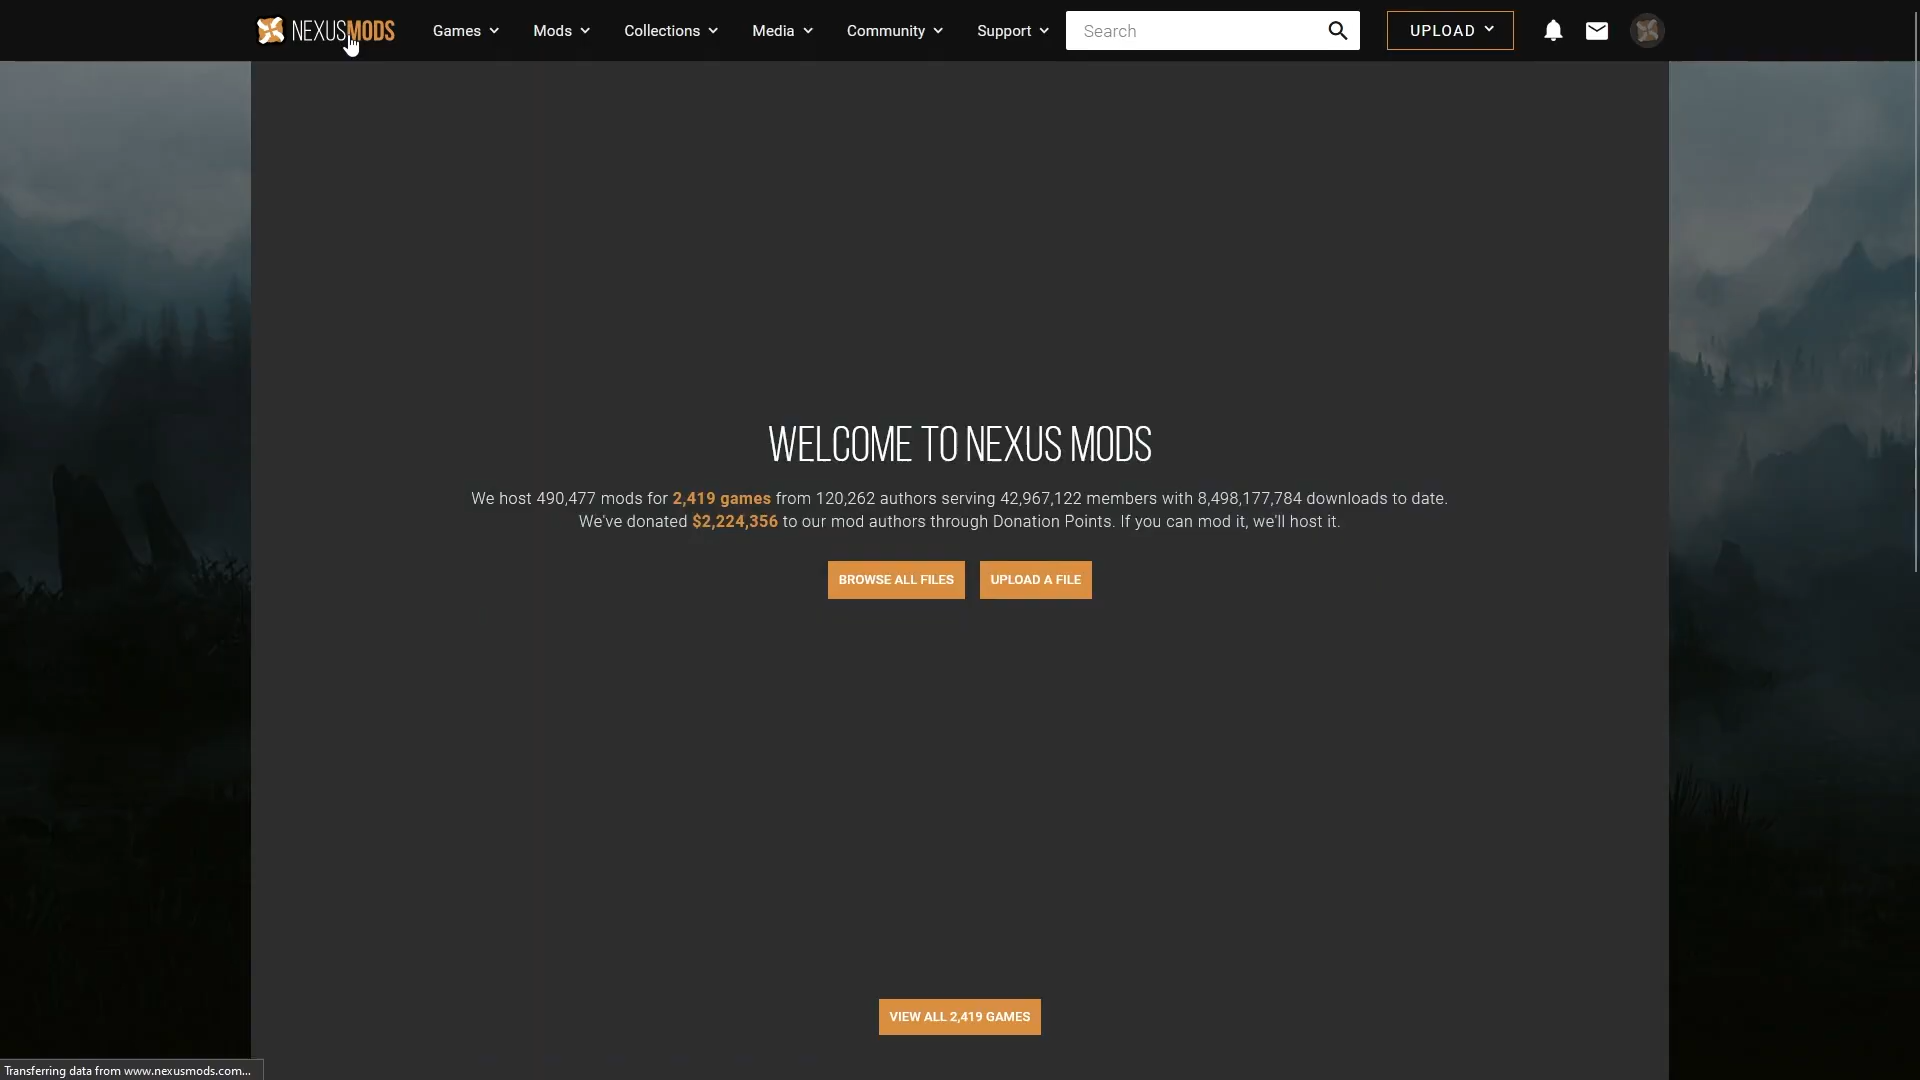 NEXUSMODS
Games
Mods
Collections
Media
Community
Support
Search
UPLOAD
WELCOME TO NEXUS MODS
We host 490,477 mods for 2,419 games from 120,262 authors serving 42,967,122 members with 8,498,177,784 downloads to date.
We've donated $2,224,356 to our mod authors through Donation Points. If you can mod it, we'll host it.
BROWSE ALL FILES
UPLOAD A FILE
VIEW ALL 2,419 GAMES
Transferring data from www.nexusmods.com...